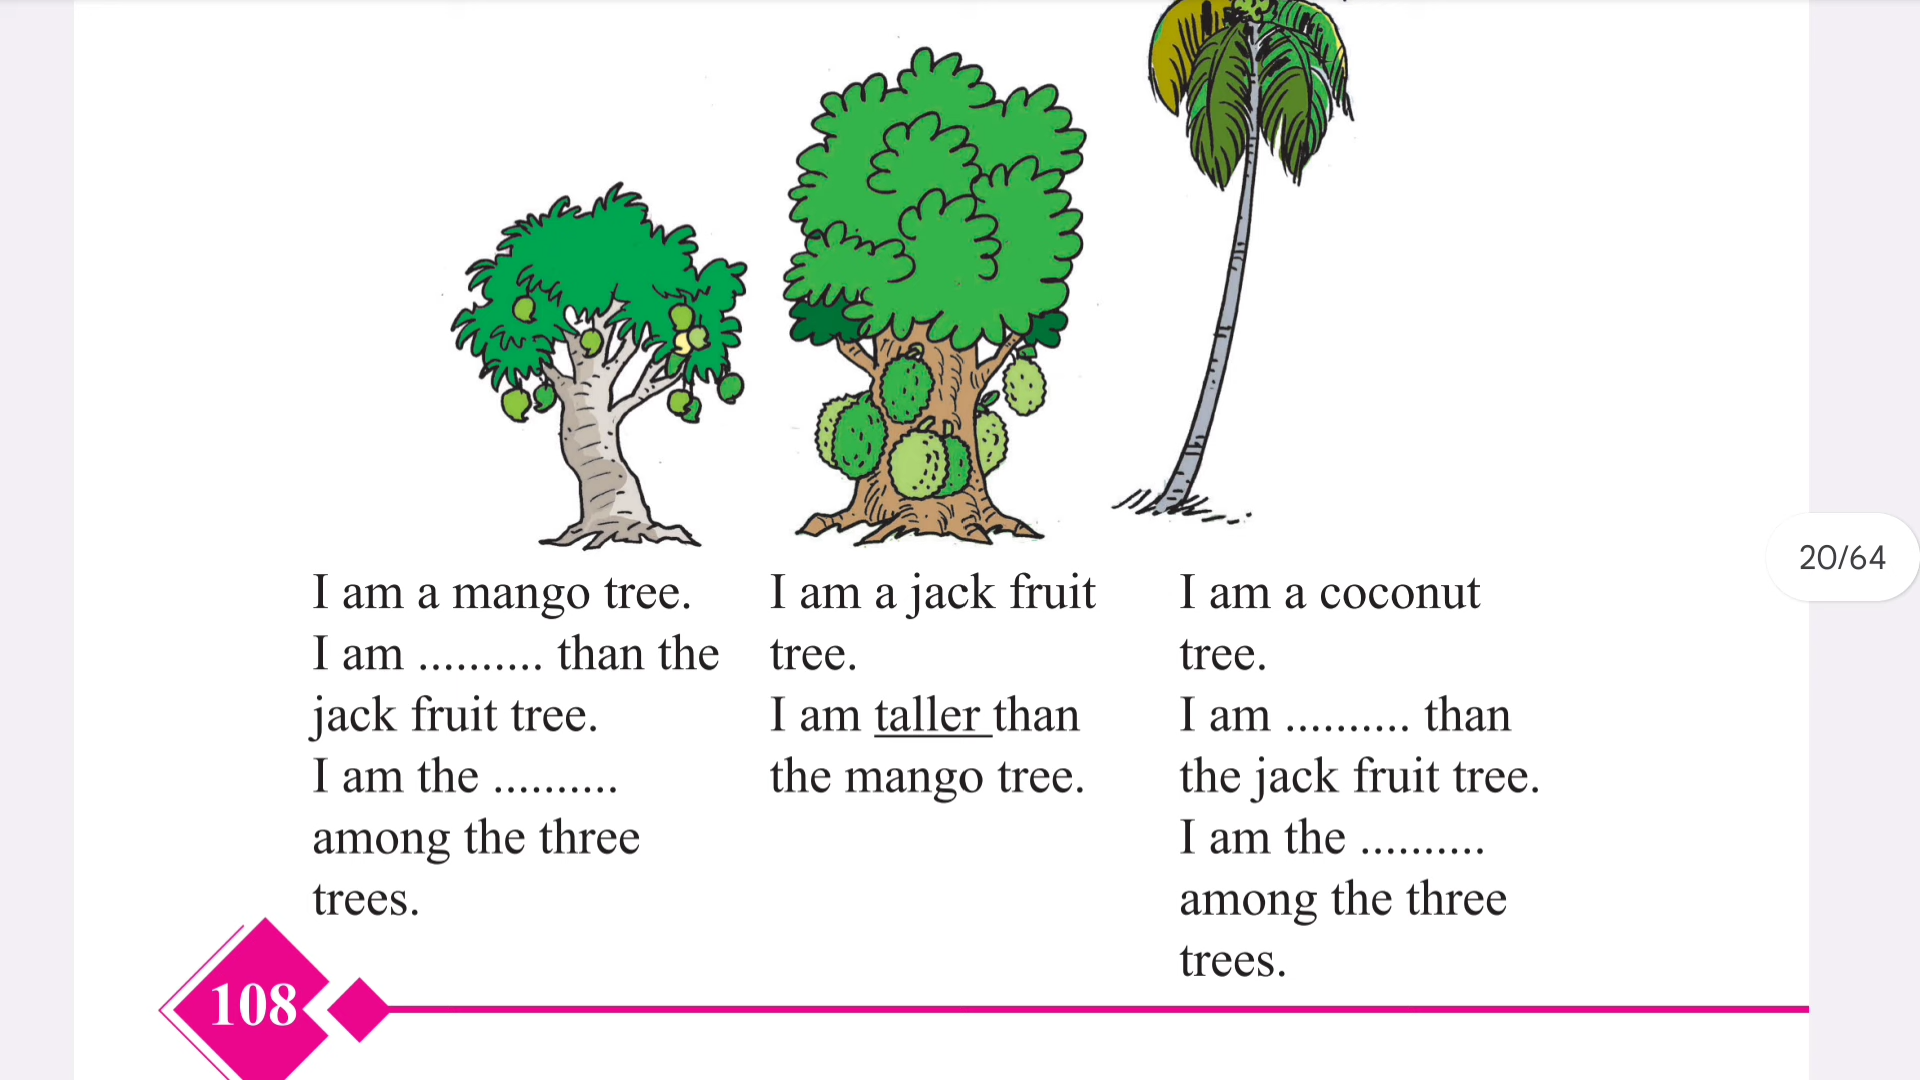 I am a mango tree.
I am .......... than the
jack fruit tree.
I am the ..........
among the three
trees.
I am a jack fruit
tree.
I am taller than
the mango tree.
I am a coconut
tree.
I am .......... than
the jack fruit tree.
I am the ..........
among the three
trees.
20/64
108